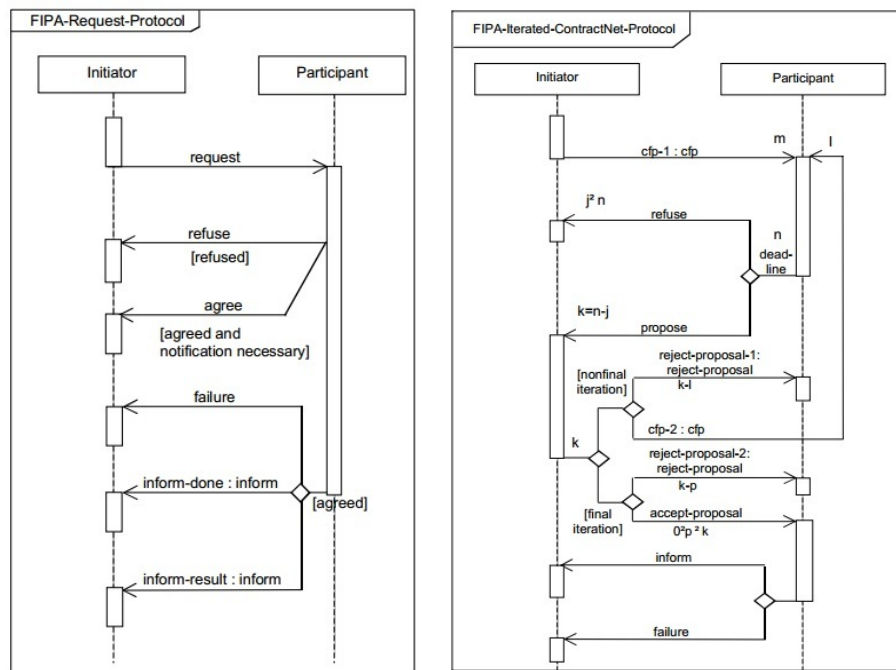 FIPA-Request-Protocol
Initiator
Participant
request
refuse
[refused]
agree
[agreed and
notification necessary]
failure
inform-done : inform
[agreed]
inform-result : inform
FIPA-Iterated-ContractNet-Protocol
Initiator
Participant
m
l
cfp-1 : cfp
j² n
refuse
n
dead-
line
k=n-j
propose
reject-proposal-1:
reject-proposal
[nonfinal
iteration]
k-l
cfp-2 : cfp
k
reject-proposal-2:
reject-proposal
k-p
[final
iteration]
accept-proposal
0²p ² k
inform
failure